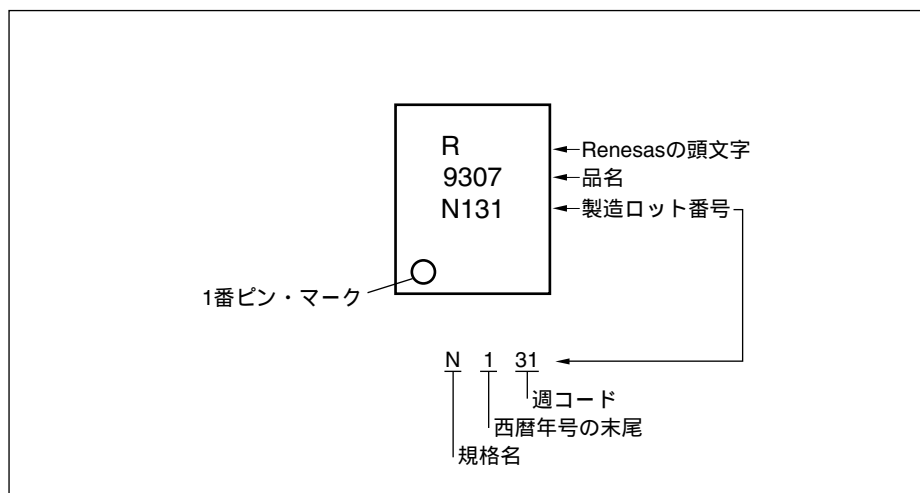 R
9307
N131
Renesasの頭文字
品名
製造ロット番号
1番ピン・マーク
N 1 31
週コード
西暦年号の末尾
規格名